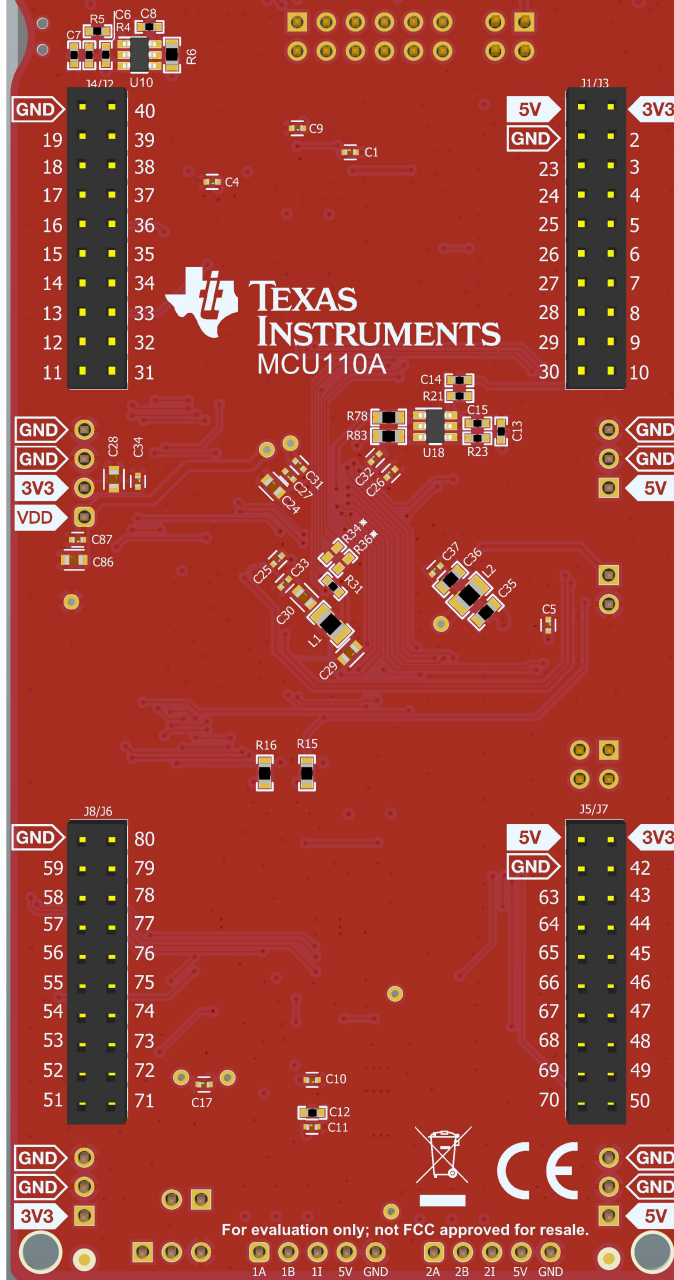 R5 C6 C8
C7 R4 R6
U10
J4/J2 J1/J3
GND 40 5V 3V3
19 39 GND 2
18 38 23 3
17 37 24 4
16 36 25 5
15 35 26 6
14 34 27 7
13 33 28 8
12 32 29 9
11 31 30 10
C9
C1
C4
TEXAS
INSTRUMENTS
MCU110A
C14
R21
R78 C15
R83 C13
U18 R23
GND GND
GND C28 C34 GND
3V3 5V
VDD
C31
C27
C24
C32
C26
C87
C86
R34*
R36*
R31
C25
C33
C30
L1
C29
C37
C36
L2
C35
C5
R16 R15
J8/J6 J5/J7
GND 80 5V 3V3
59 79 GND 42
58 78 63 43
57 77 64 44
56 76 65 45
55 75 66 46
54 74 67 47
53 73 68 48
52 72 69 49
51 71 70 50
C10
C17
C12
C11
GND CE GND
GND GND
3V3 5V
For evaluation only; not FCC approved for resale.
1A 1B 1I 5V GND 2A 2B 2I 5V GND